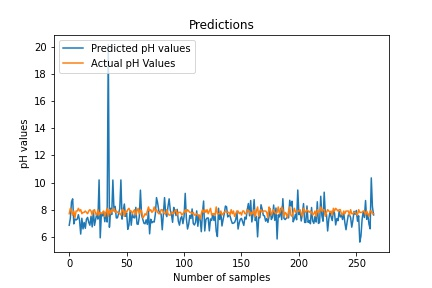 Predictions
Predicted pH values
Actual pH Values
pH values
20
18
16
14
12
10
8
6
0 50 100 150 200 250
Number of samples